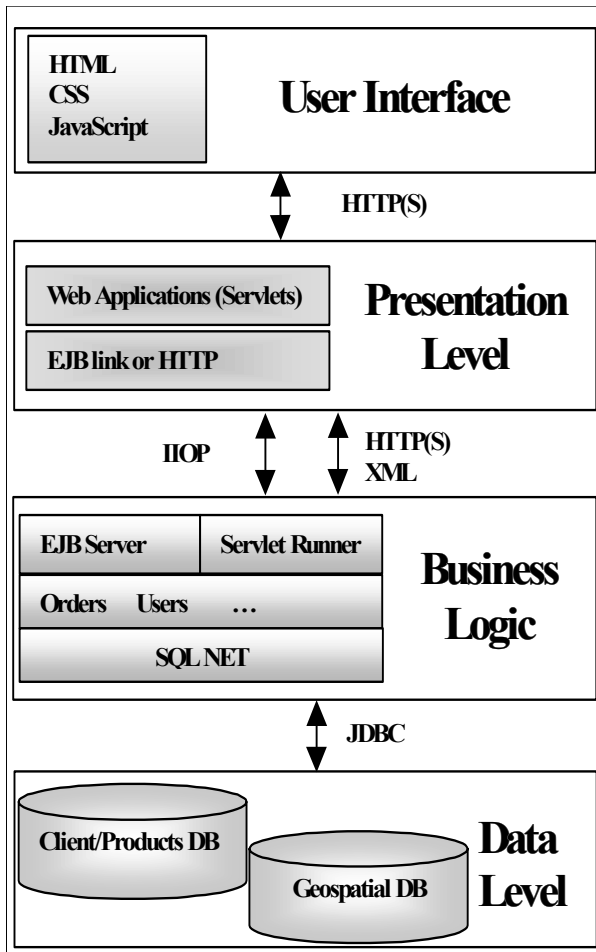 HTML
CSS
JavaScript
User Interface
HTTP(S)
Web Applications (Servlets)
EJB link or HTTP
Presentation
Level
IIOP
HTTP(S)
XML
EJB Server
Servlet Runner
Orders Users …
SQL NET
Business
Logic
JDBC
Client/Products DB
Geospatial DB
Data
Level